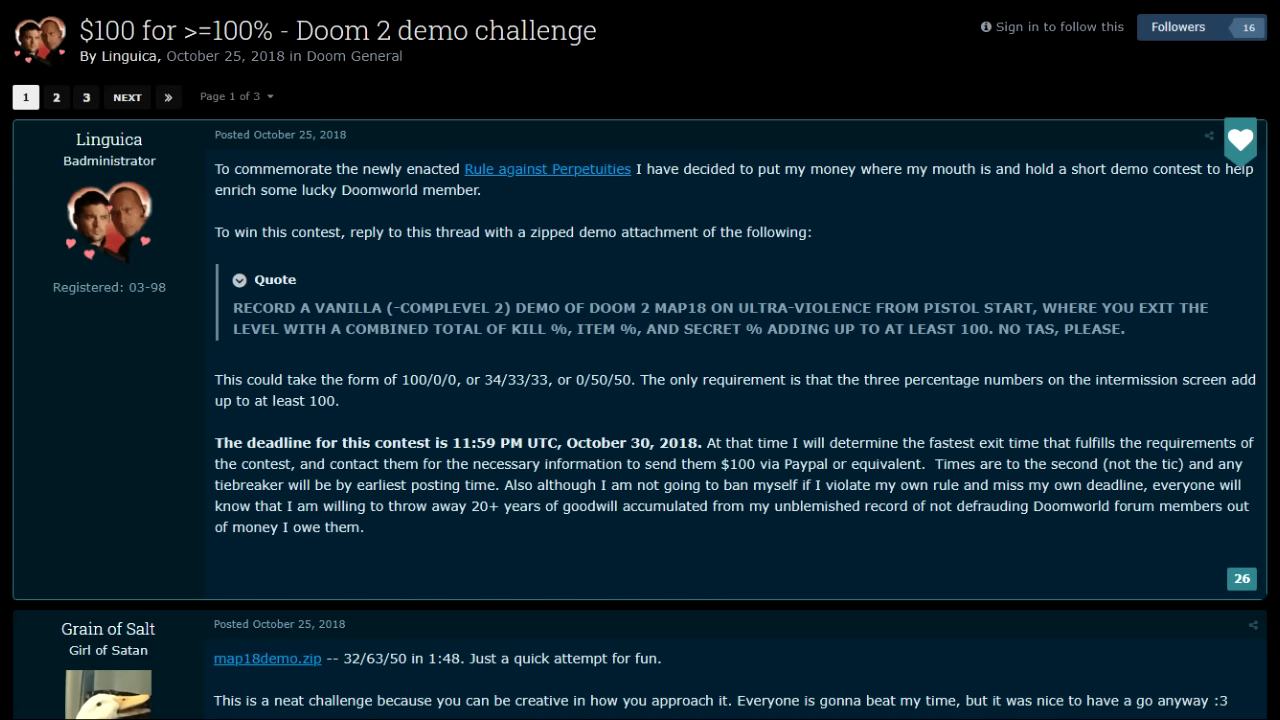 $100 for >=100% - Doom 2 demo challenge
By Linguica, October 25, 2018 in Doom General
Sign in to follow this
Followers
16
1 2 3 NEXT » Page 1 of 3
Linguica
Badministrator
Registered: 03-98
Posted October 25, 2018
To commemorate the newly enacted Rule against Perpetuities I have decided to put my money where my mouth is and hold a short demo contest to help
enrich some lucky Doomworld member.
To win this contest, reply to this thread with a zipped demo attachment of the following:
Quote
RECORD A VANILLA (-COMPLEVEL 2) DEMO OF DOOM 2 MAP18 ON ULTRA-VIOLENCE FROM PISTOL START, WHERE YOU EXIT THE
LEVEL WITH A COMBINED TOTAL OF KILL %, ITEM %, AND SECRET % ADDING UP TO AT LEAST 100. NO TAS, PLEASE.
This could take the form of 100/0/0, or 34/33/33, or 0/50/50. The only requirement is that the three percentage numbers on the intermission screen add
up to at least 100.
The deadline for this contest is 11:59 PM UTC, October 30, 2018. At that time I will determine the fastest exit time that fulfills the requirements of
the contest, and contact them for the necessary information to send them $100 via Paypal or equivalent. Times are to the second (not the tic) and any
tiebreaker will be by earliest posting time. Also although I am not going to ban myself if I violate my own rule and miss my own deadline, everyone will
know that I am willing to throw away 20+ years of goodwill accumulated from my unblemished record of not defrauding Doomworld forum members out
of money I owe them.
26
Grain of Salt
Girl of Satan
Posted October 25, 2018
map18demo.zip -- 32/63/50 in 1:48. Just a quick attempt for fun.
This is a neat challenge because you can be creative in how you approach it. Everyone is gonna beat my time, but it was nice to have a go anyway :3